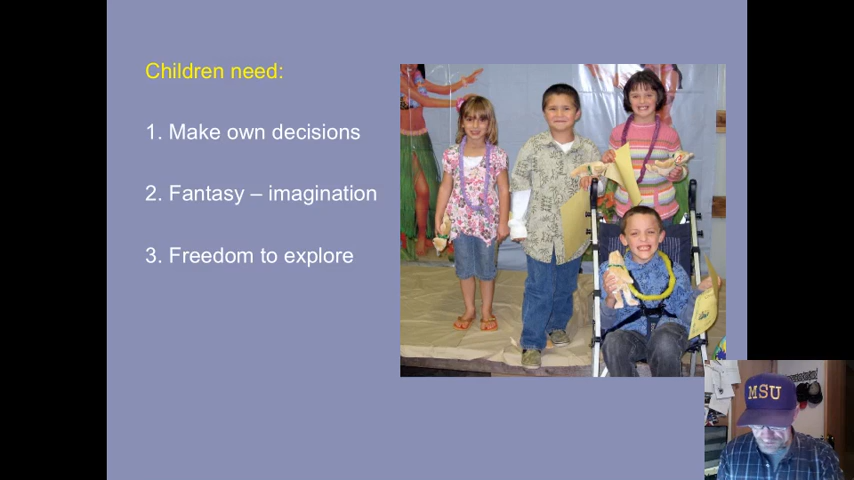 Children need:
1. Make own decisions
2. Fantasy – imagination
3. Freedom to explore
MSU